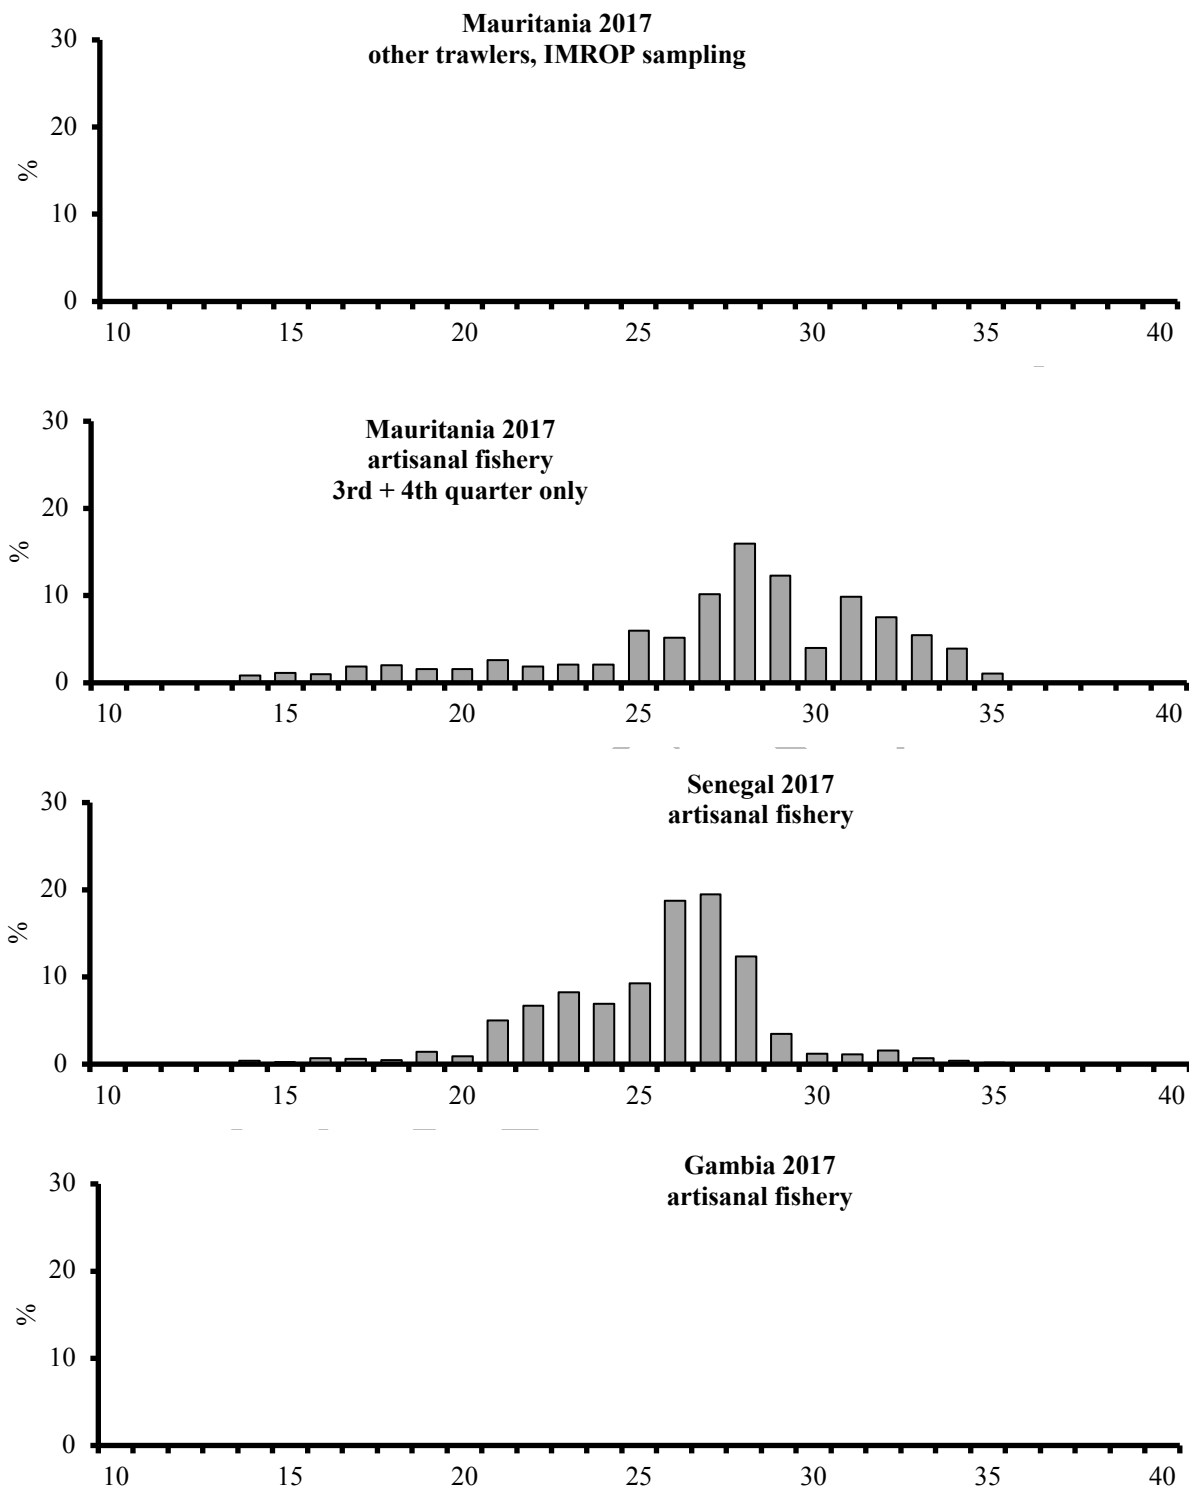 Mauritania 2017
other trawlers, IMROP sampling
30
20
10
0
%
10 15 20 25 30 35 40
Mauritania 2017
artisanal fishery
3rd + 4th quarter only
30
20
10
0
%
10 15 20 25 30 35 40
Senegal 2017
artisanal fishery
30
20
10
0
%
10 15 20 25 30 35 40
Gambia 2017
artisanal fishery
30
20
10
0
%
10 15 20 25 30 35 40